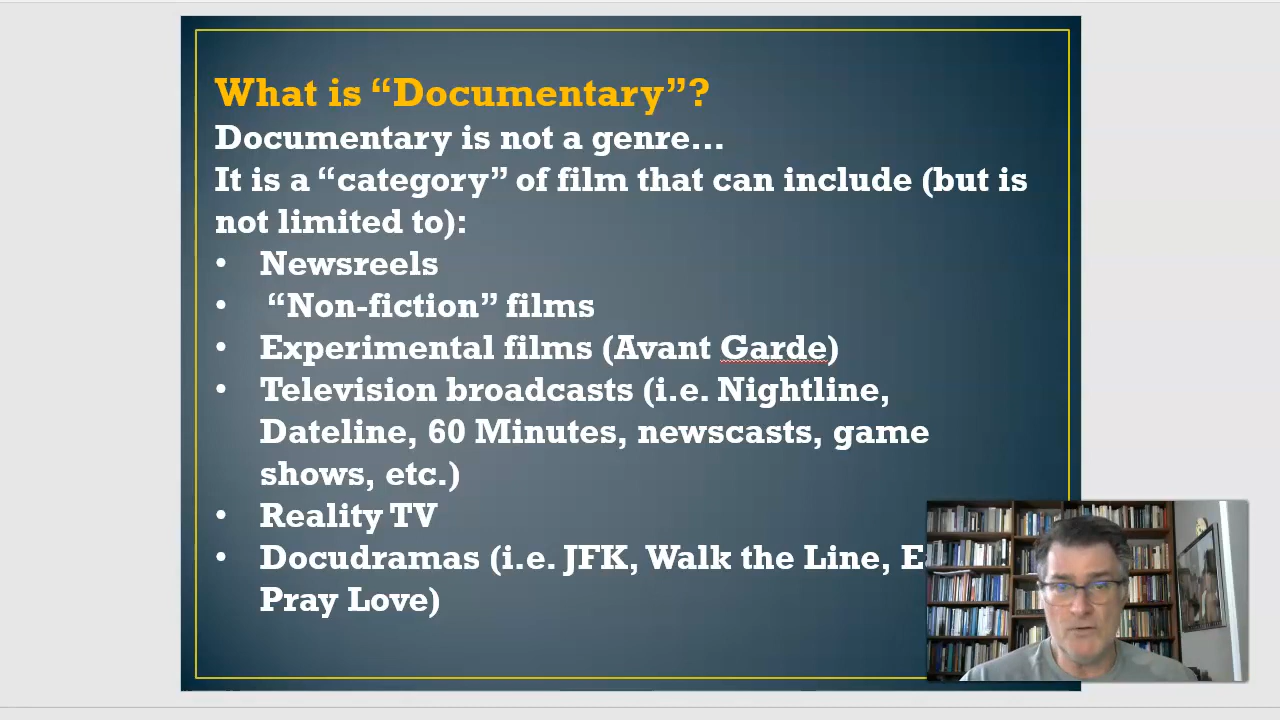 What is “Documentary”?
Documentary is not a genre…
It is a “category” of film that can include (but is
not limited to):
• Newsreels
• “Non-fiction” films
• Experimental films (Avant Garde)
• Television broadcasts (i.e. Nightline,
Dateline, 60 Minutes, newscasts, game
shows, etc.)
• Reality TV
• Docudramas (i.e. JFK, Walk the Line,
Pray Love)